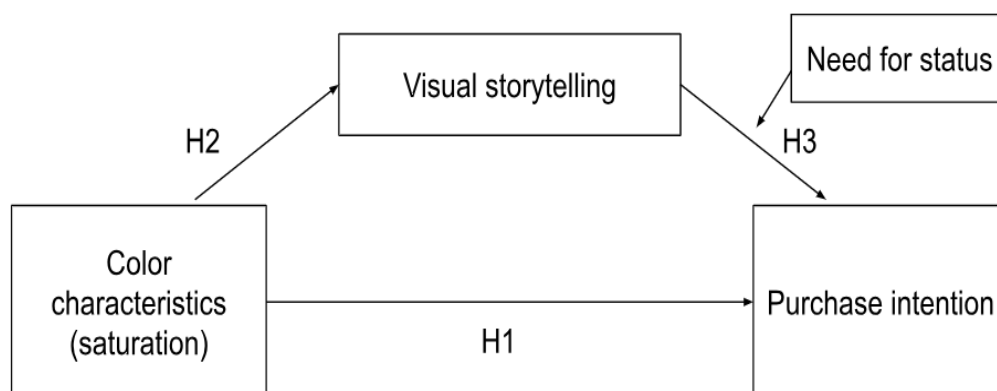 Need for status
Visual storytelling
H2
H3
Color
characteristics
(saturation)
Purchase intention
H1